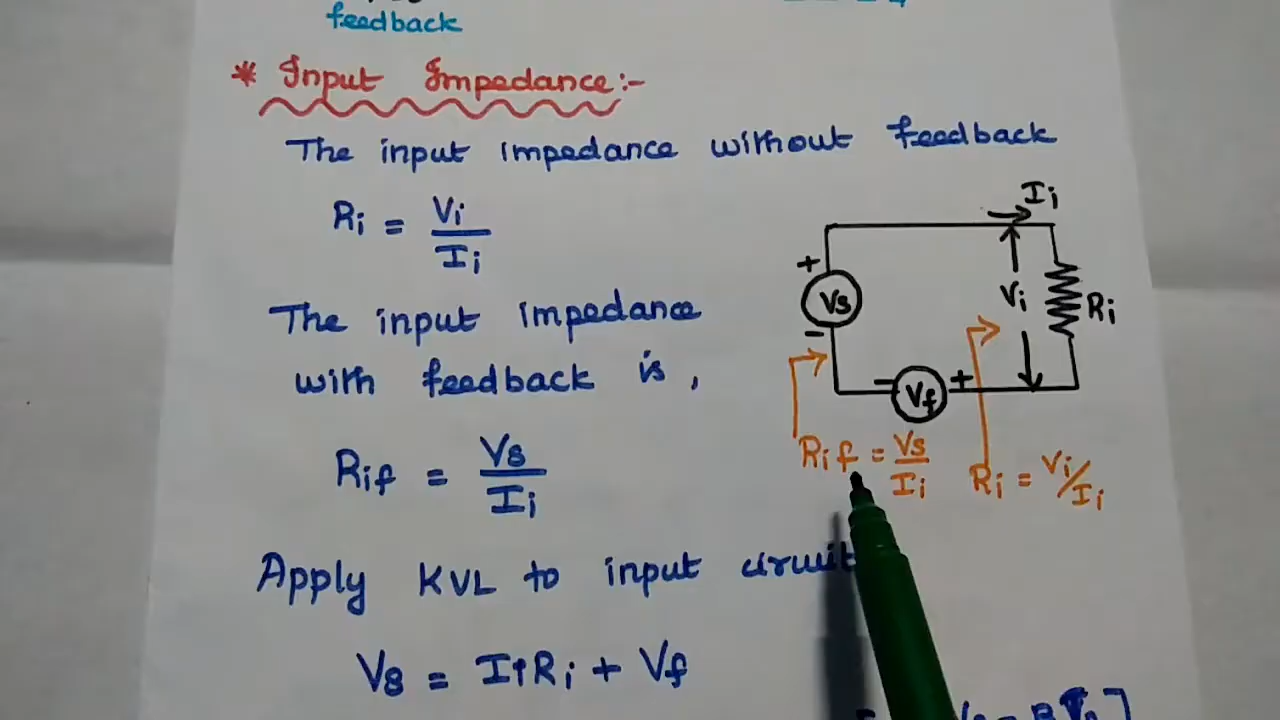 feedback
* Input Impedance:-
The input impedance without feedback
Ri = Vi / Ii
The input impedance
with feedback is,
Rif = Vs / Ii
Apply KVL to input circuit
Vs = IiRi + Vf
Ii
+
Vs
-
Vi
Ri
- Vf +
Rif = Vs / Ii
Ri = Vi/Ii